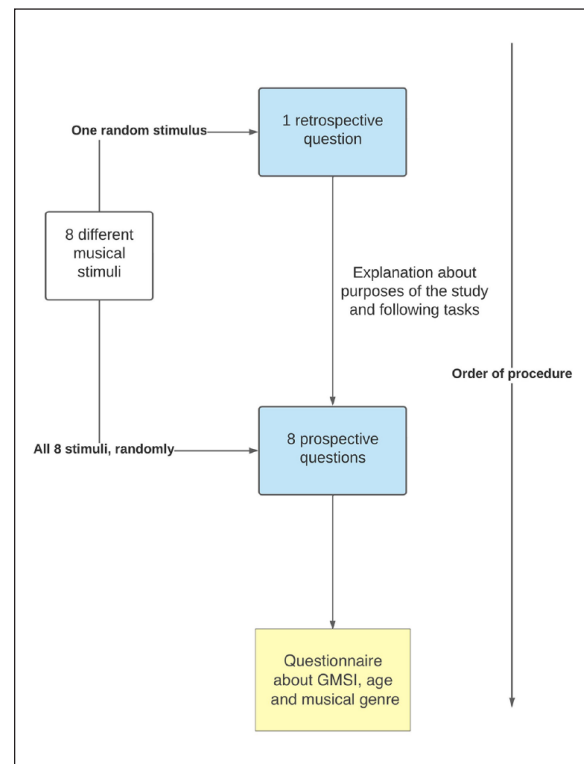 1 retrospective
question
One random stimulus
8 different
musical
stimuli
Explanation about
purposes of the study
and following tasks
Order of procedure
All 8 stimuli, randomly
8 prospective
questions
Questionnaire
about GMSI, age
and musical genre